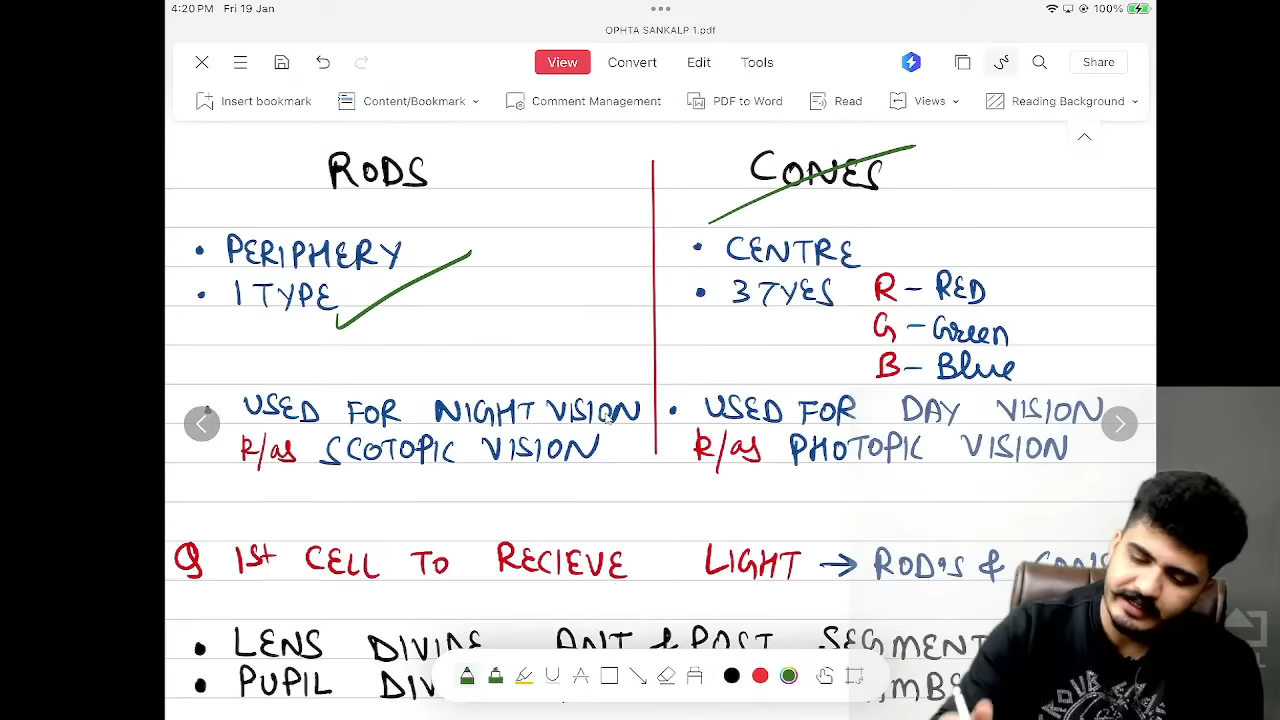 4:20 PM Fri 19 Jan
100%
OPHTA SANKALP 1.pdf
View Convert Edit Tools Share
Insert bookmark Content/Bookmark Comment Management PDF to Word Read Views Reading Background
RODS
• PERIPHERY
• 1 TYPE
• USED FOR NIGHT VISION
R/as SCOTOPIC VISION
CONES
• CENTRE
• 3 TYES R – RED
G – Green
B – Blue
• USED FOR DAY VISION
R/as PHOTOPIC VISION
Q 1st CELL TO RECIEVE LIGHT → ROD'S & CONES
• LENS DIVIDE ANT & POST SEGMENT
• PUPIL